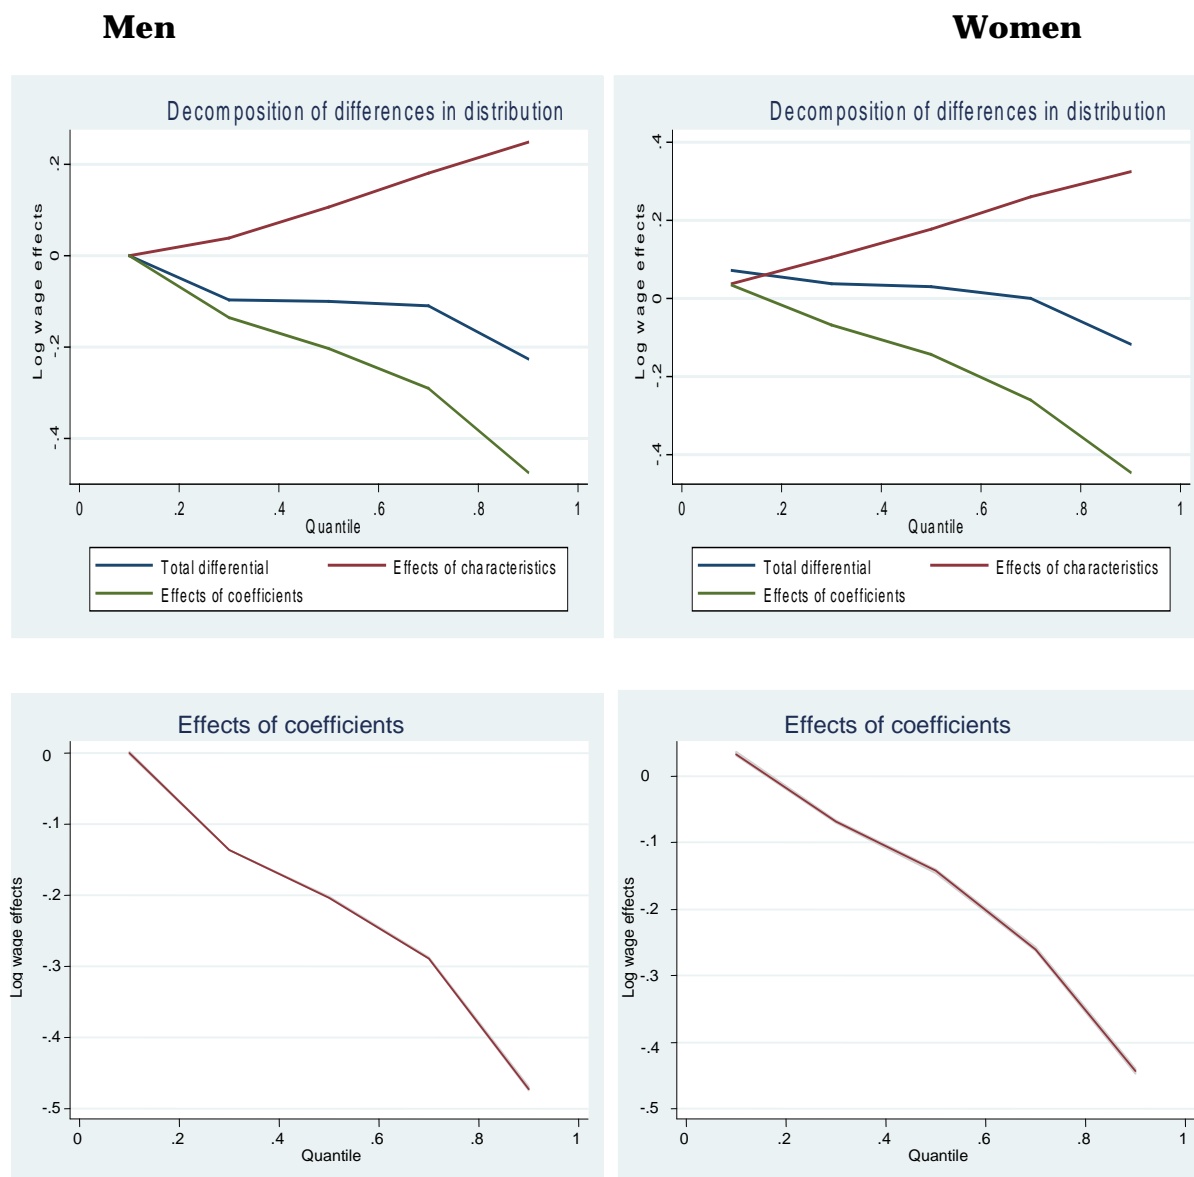 Men
Women
Decomposition of differences in distribution
Log wage effects
.2
0
-.2
-.4
0 .2 .4 .6 .8 1
Quantile
Total differential Effects of characteristics
Effects of coefficients
Decomposition of differences in distribution
Log wage effects
.4
.2
0
-.2
-.4
0 .2 .4 .6 .8 1
Quantile
Total differential Effects of characteristics
Effects of coefficients
Effects of coefficients
Log wage effects
0
-.1
-.2
-.3
-.4
-.5
0 .2 .4 .6 .8 1
Quantile
Effects of coefficients
Log wage effects
0
-.1
-.2
-.3
-.4
-.5
0 .2 .4 .6 .8 1
Quantile